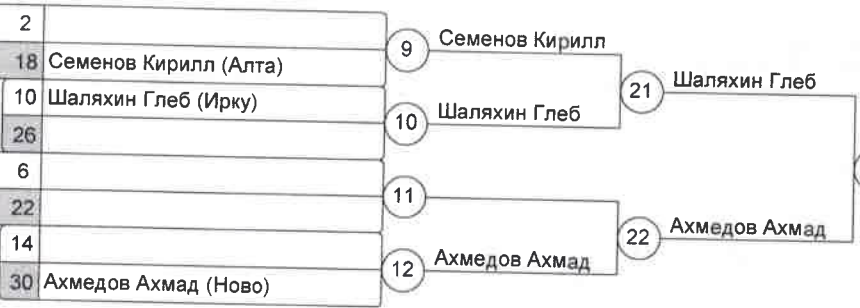 2
18 Семенов Кирилл (Алта)
10 Шаляхин Глеб (Ирку)
26
6
22
14
30 Ахмедов Ахмад (Ново)
9 Семенов Кирилл
10 Шаляхин Глеб
11
12 Ахмедов Ахмад
21 Шаляхин Глеб
22 Ахмедов Ахмад